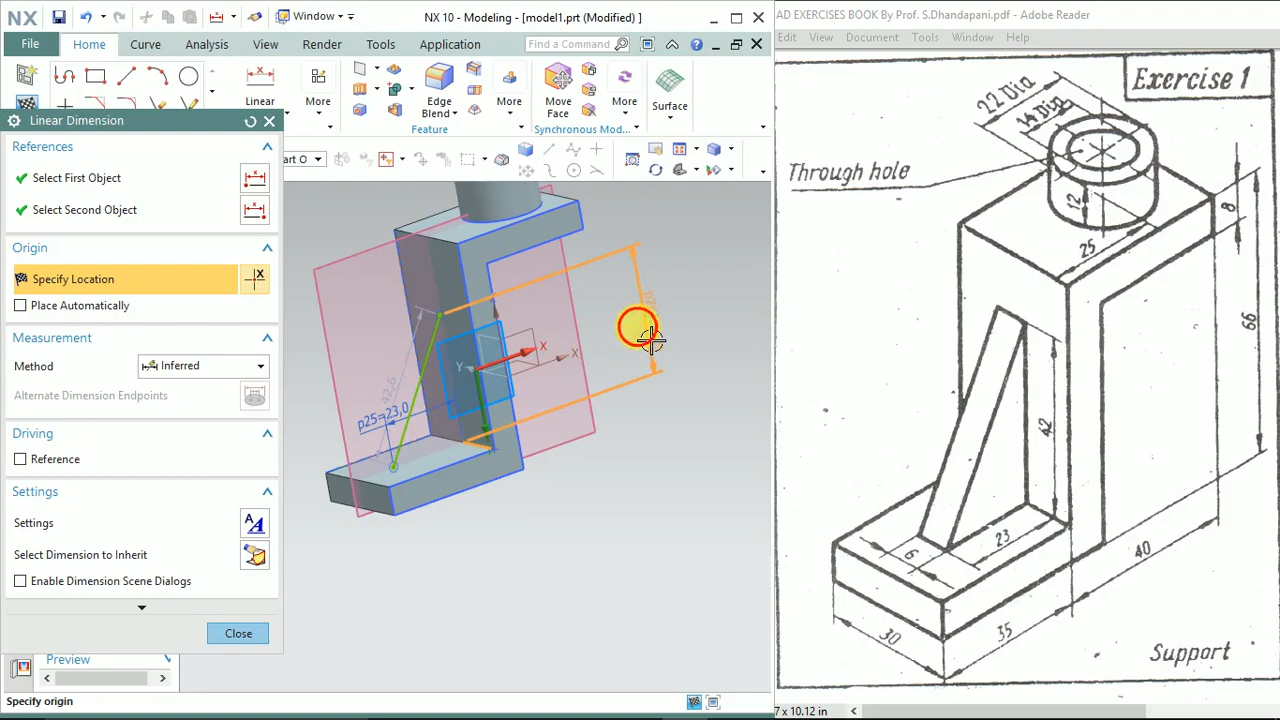 NX
Window
NX 10 - Modeling - [model1.prt (Modified) ]
File
Home
Curve
Analysis
View
Render
Tools
Application
Find a Command
Linear
More
Edge
Blend
More
Feature
Move
Face
More
Synchronous Mod...
Surface
art O
Linear Dimension
References
Select First Object
Select Second Object
Origin
Specify Location
Place Automatically
Measurement
Method
Inferred
Alternate Dimension Endpoints
Driving
Reference
Settings
Settings
Select Dimension to Inherit
Enable Dimension Scene Dialogs
Close
Preview
Specify origin
42,6
p25=23,0
X
X
Y
AD EXERCISES BOOK By Prof. S.Dhandapani.pdf - Adobe Reader
Edit
View
Document
Tools
Window
Help
Exercise 1
22 Dia
14 Dia
Through hole
12
8
25
66
42
23
6
40
35
30
Support
7 x 10.12 in